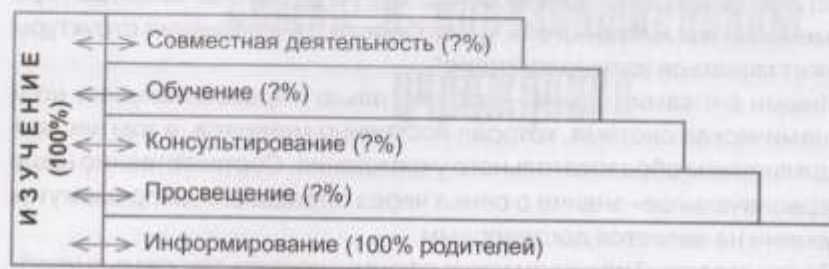 ИЗУЧЕНИЕ
(100%)
Совместная деятельность (?%)
Обучение (?%)
Консультирование (?%)
Просвещение (?%)
Информирование (100% родителей)